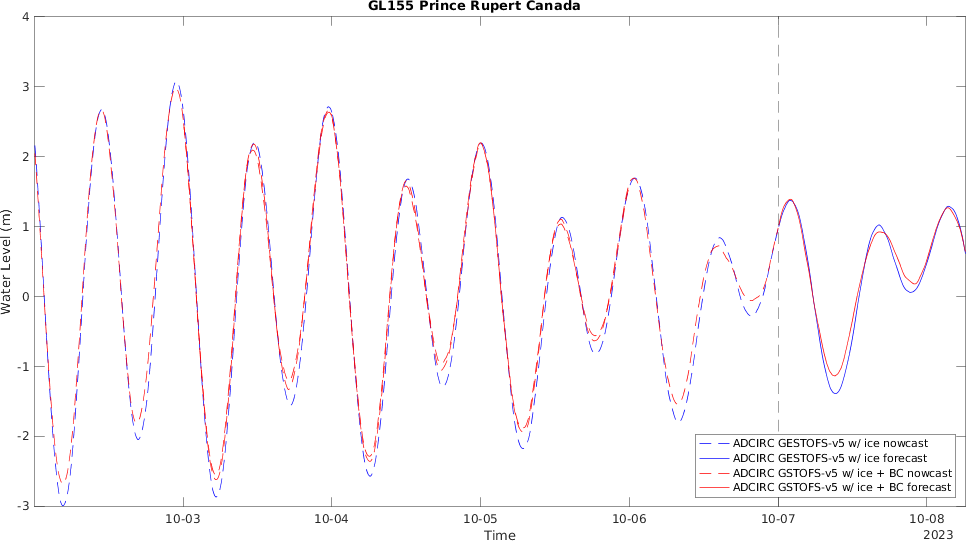 GL155 Prince Rupert Canada
4
3
2
1
0
-1
-2
-3
Water Level (m)
ADCIRC GESTOFS-v5 w/ ice nowcast
ADCIRC GESTOFS-v5 w/ ice forecast
ADCIRC GSTOFS-v5 w/ ice + BC nowcast
ADCIRC GSTOFS-v5 w/ ice + BC forecast
10-03 10-04 10-05 10-06 10-07 10-08
Time
2023